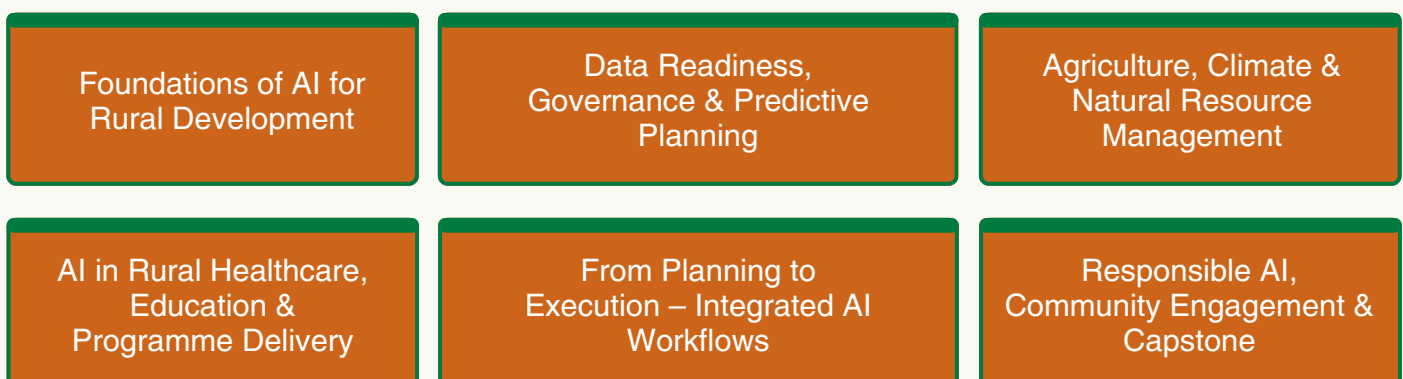 Foundations of AI for
Rural Development
Data Readiness,
Governance & Predictive
Planning
Agriculture, Climate &
Natural Resource
Management
AI in Rural Healthcare,
Education &
Programme Delivery
From Planning to
Execution – Integrated AI
Workflows
Responsible AI,
Community Engagement &
Capstone